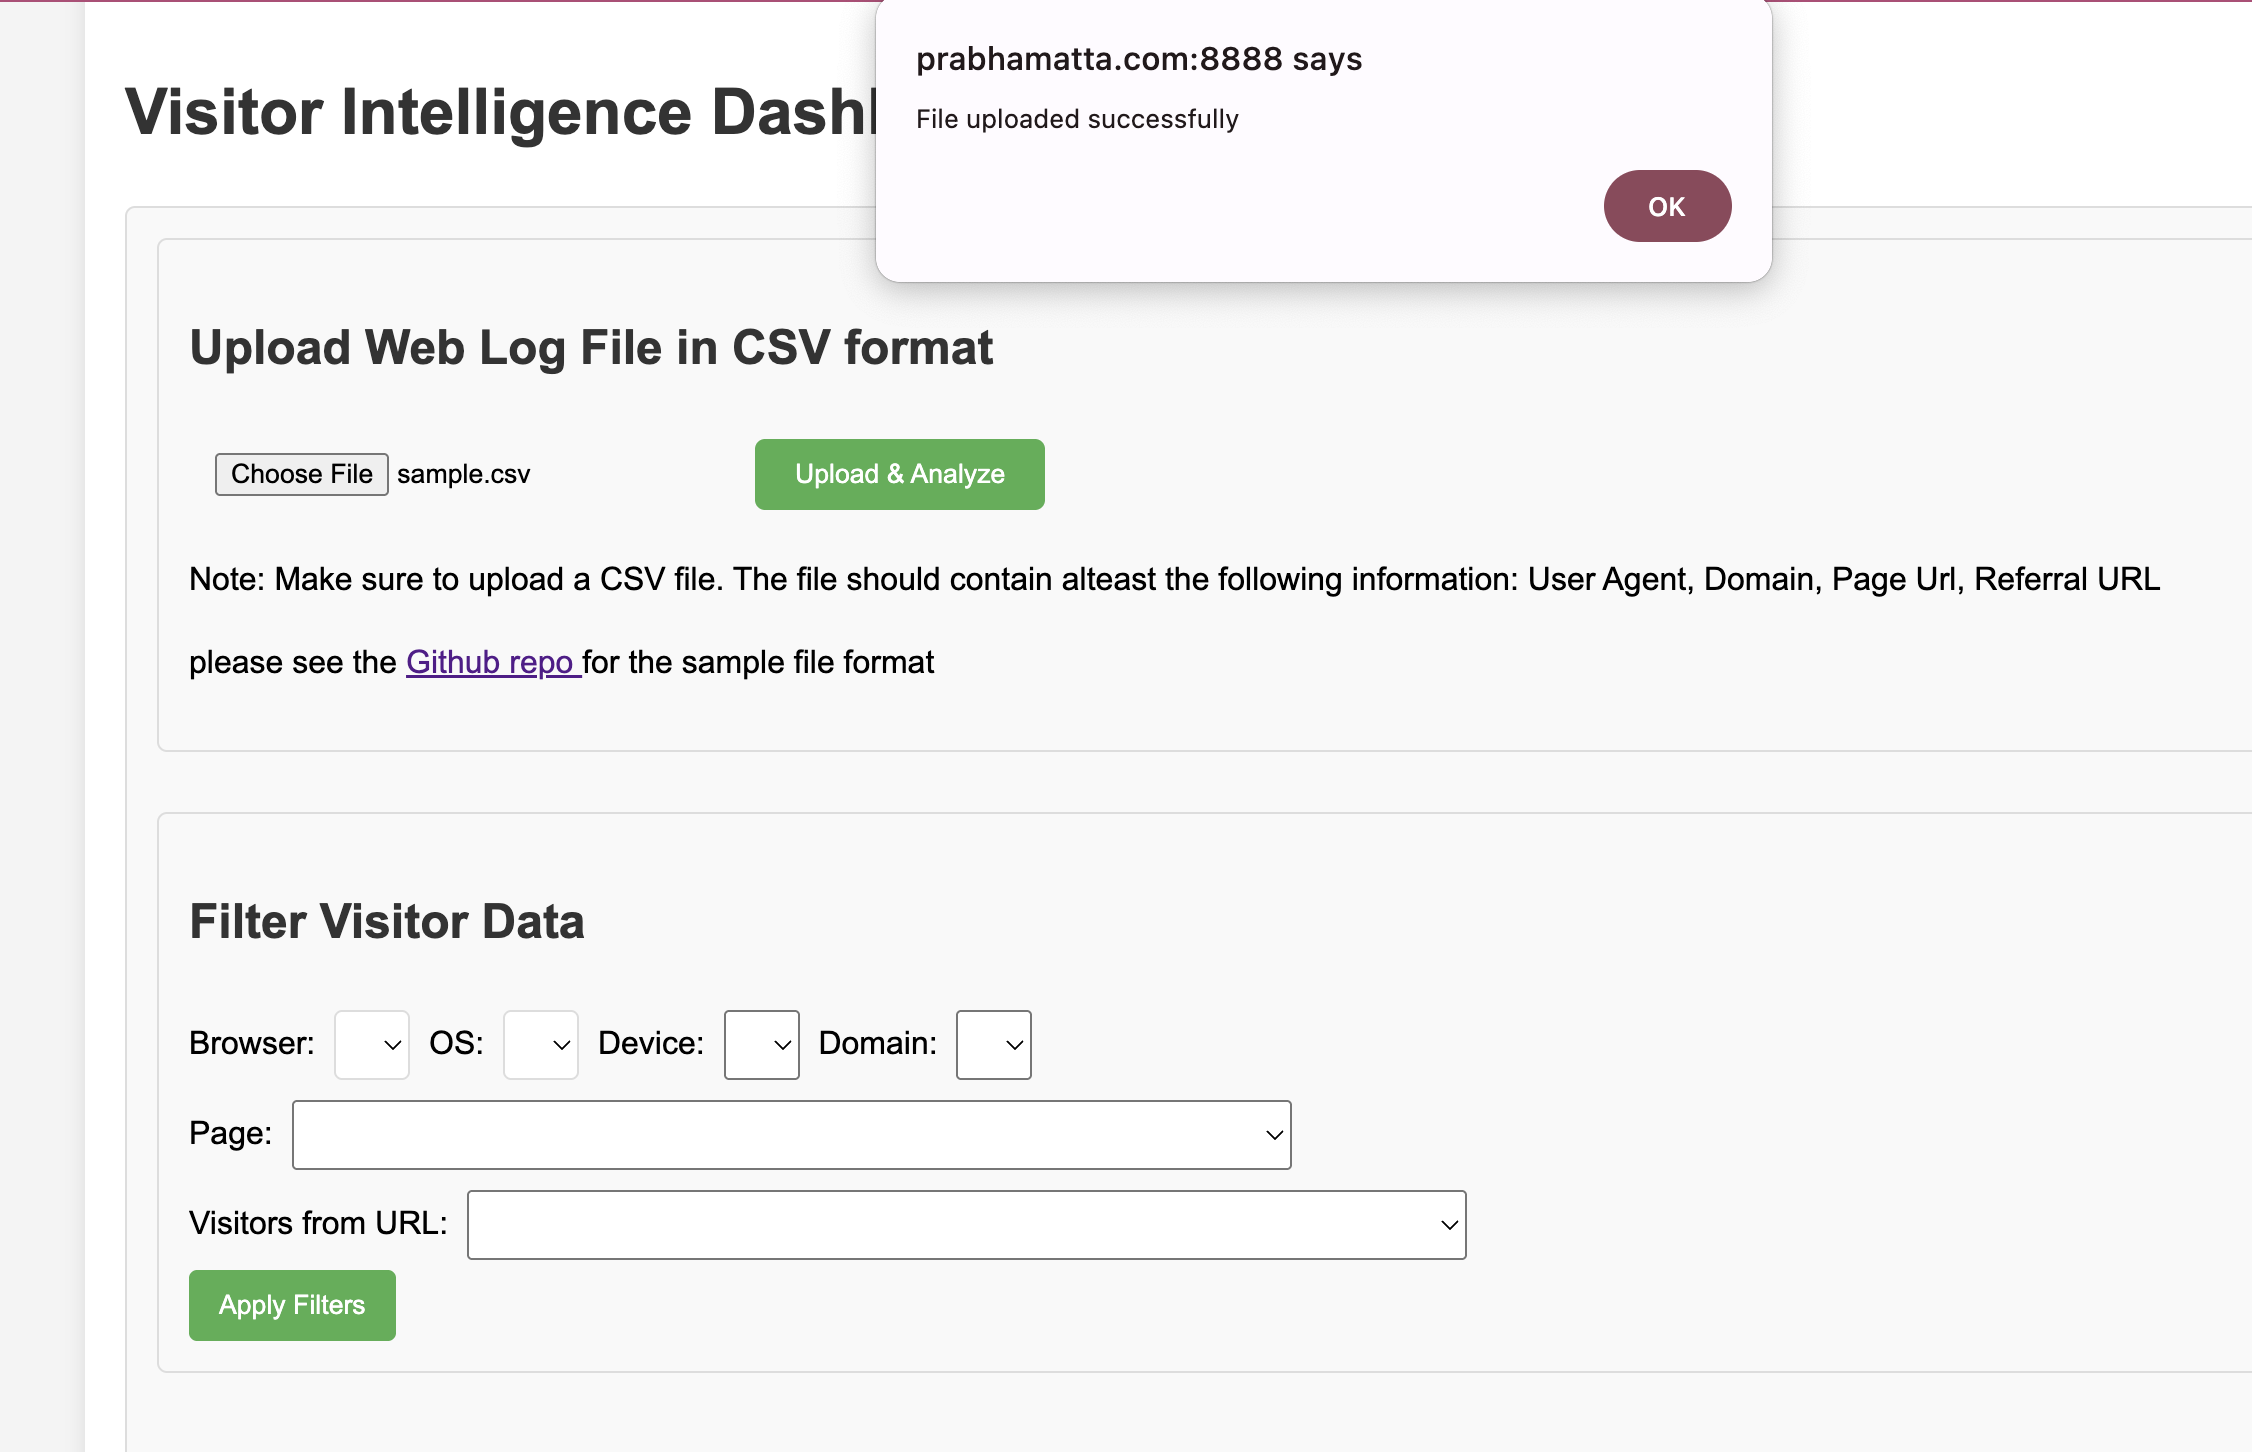 prabhamatta.com:8888 says
File uploaded successfully
OK
Visitor Intelligence
Upload Web Log File in CSV format
Choose File sample.csv Upload & Analyze
Note: Make sure to upload a CSV file. The file should contain alteast the following information: User Agent, Domain, Page Url, Referral URL
please see the Github repo for the sample file format
Filter Visitor Data
Browser: OS: Device: Domain:
Page:
Visitors from URL:
Apply Filters